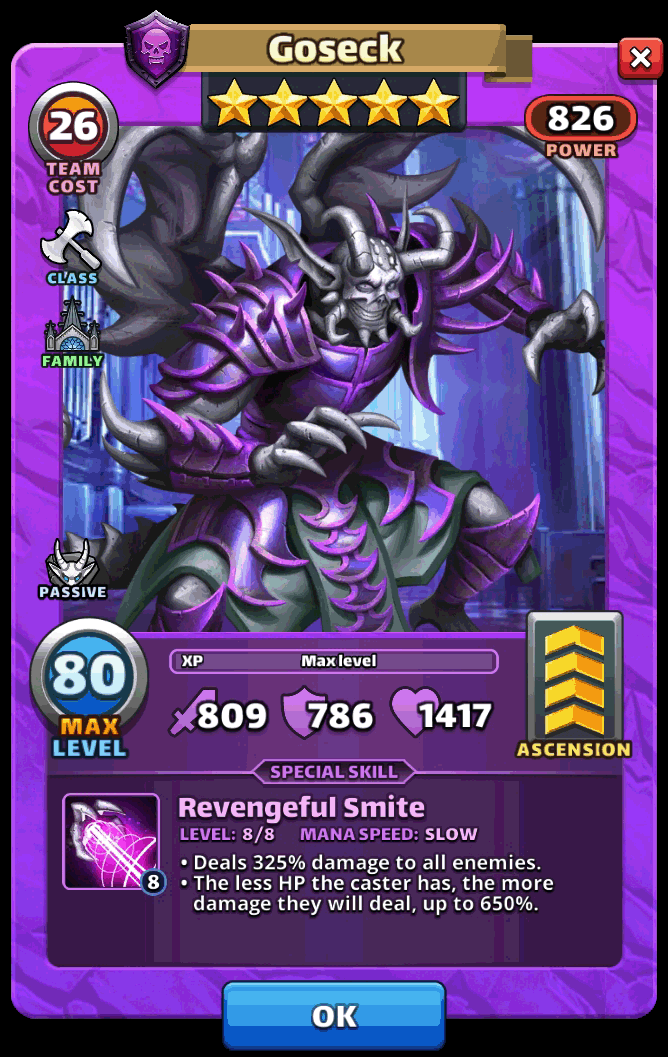 Goseck
26
TEAM
COST
826
POWER
CLASS
FAMILY
PASSIVE
80
MAX
LEVEL
XP Max level
809 786 1417
ASCENSION
SPECIAL SKILL
Revengeful Smite
LEVEL: 8/8 MANA SPEED: SLOW
8
• Deals 325% damage to all enemies.
• The less HP the caster has, the more
damage they will deal, up to 650%.
OK